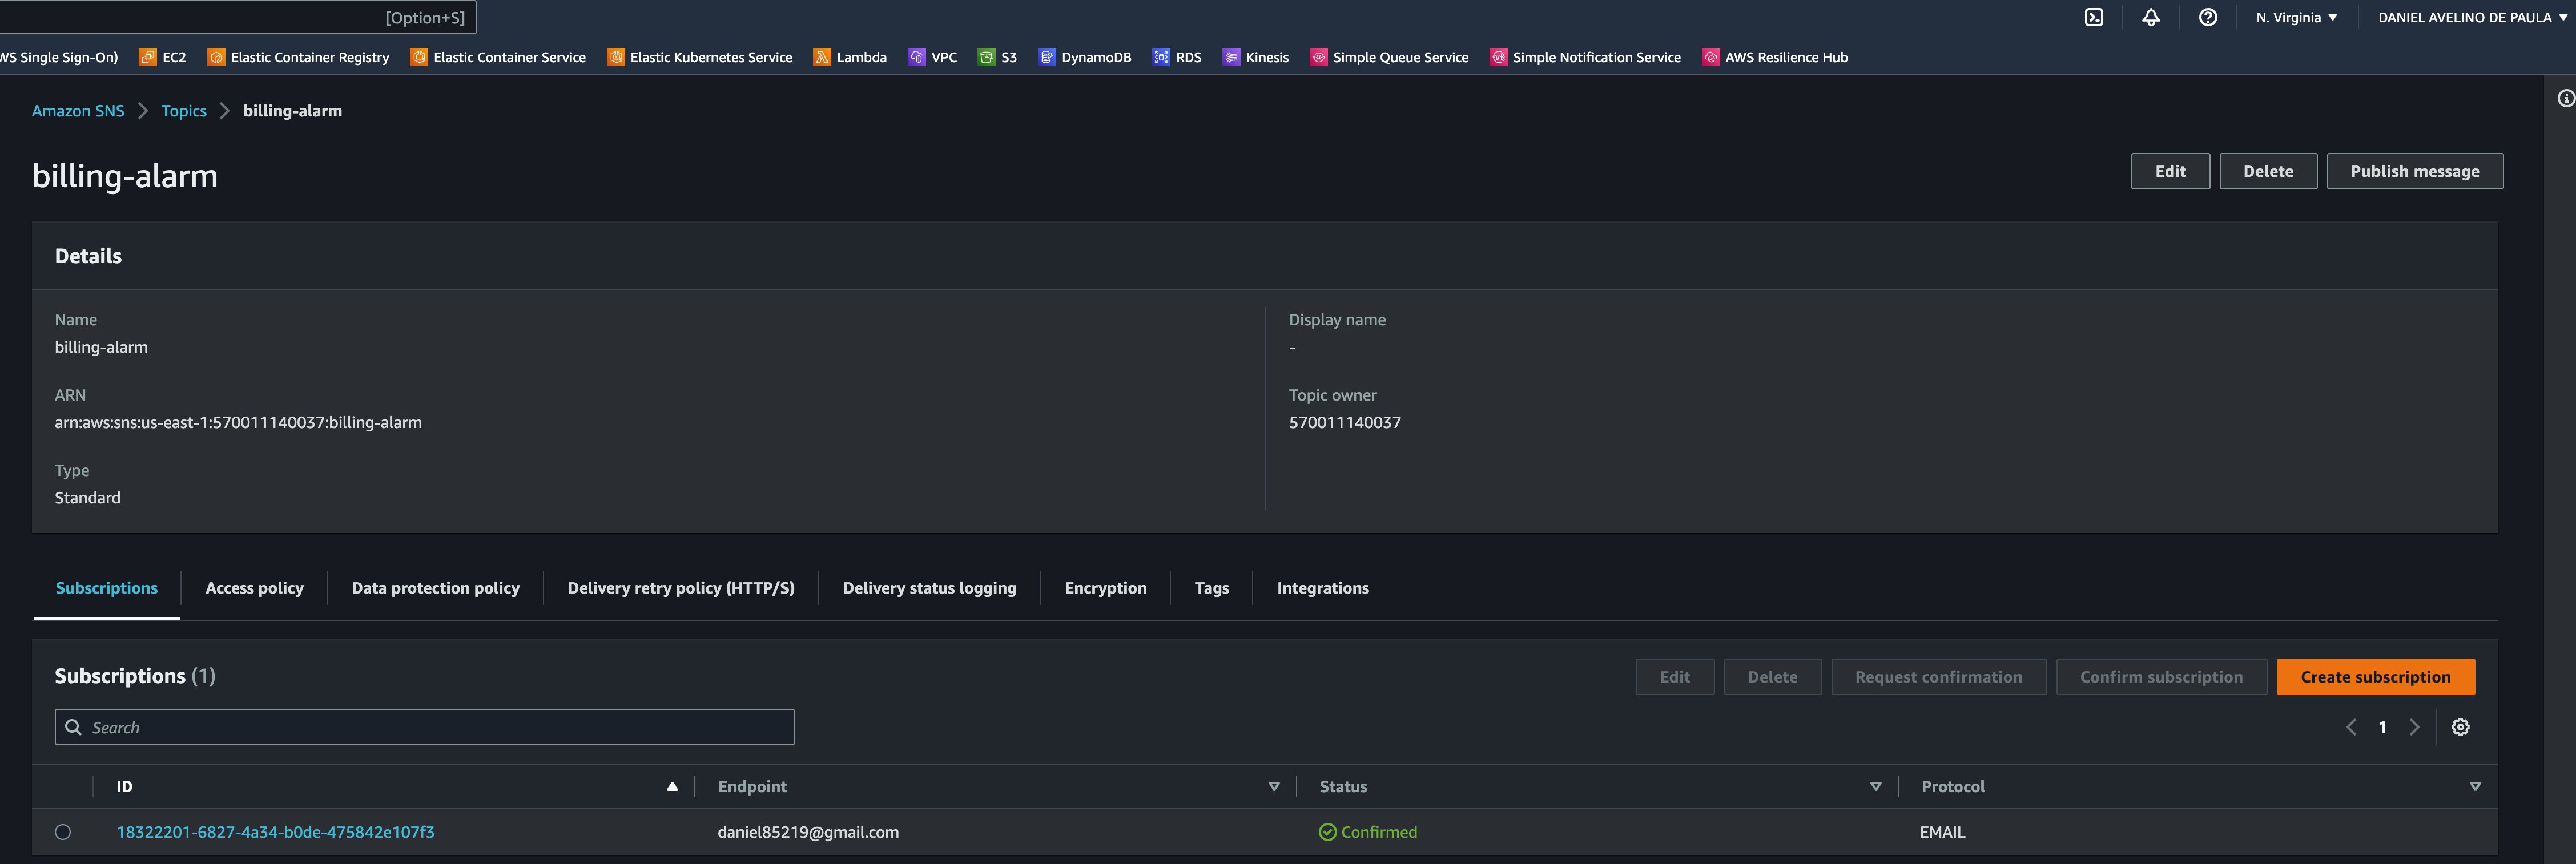 [Option+S]
N. Virginia
DANIEL AVELINO DE PAULA
WS Single Sign-On) EC2 Elastic Container Registry Elastic Container Service Elastic Kubernetes Service Lambda VPC S3 DynamoDB RDS Kinesis Simple Queue Service Simple Notification Service AWS Resilience Hub
Amazon SNS Topics billing-alarm
billing-alarm
Edit Delete Publish message
Details
Name
billing-alarm
ARN
arn:aws:sns:us-east-1:570011140037:billing-alarm
Type
Standard
Display name
-
Topic owner
570011140037
Subscriptions Access policy Data protection policy Delivery retry policy (HTTP/S) Delivery status logging Encryption Tags Integrations
Subscriptions (1)
Edit Delete Request confirmation Confirm subscription Create subscription
Search
1
ID Endpoint Status Protocol
18322201-6827-4a34-b0de-475842e107f3 daniel85219@gmail.com Confirmed EMAIL